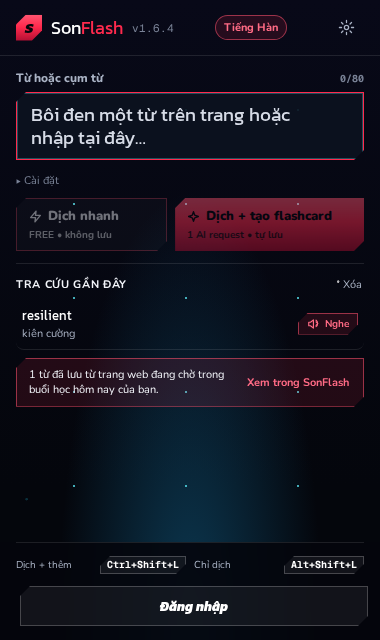 S SonFlash v1.6.4 Tiếng Hàn
Từ hoặc cụm từ 0/80
Bôi đen một từ trên trang hoặc
nhập tại đây...
▸ Cài đặt
Dịch nhanh
FREE • không lưu
Dịch + tạo flashcard
1 AI request • tự lưu
TRA CỨU GẦN ĐÂY Xóa
resilient
kiên cường
Nghe
1 từ đã lưu từ trang web đang chờ trong
buổi học hôm nay của bạn.
Xem trong SonFlash
Dịch + thêm Ctrl+Shift+L Chỉ dịch Alt+Shift+L
Đăng nhập